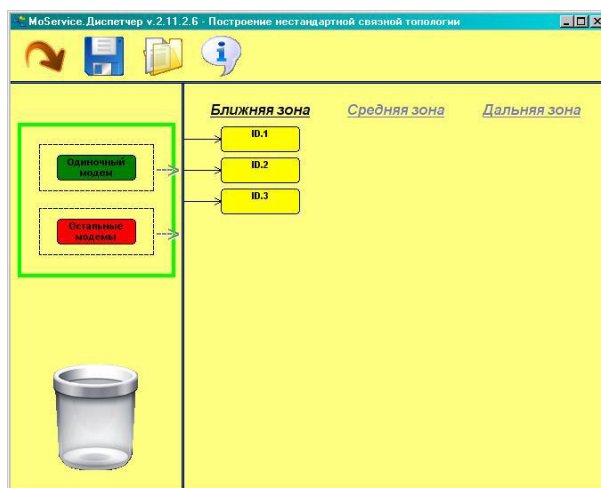 MoService.Диспетчер v.2.11.2.6 - Построение нестандартной связной топологии
Ближняя зона Средняя зона Дальняя зона
ID.1
Одиночный
модем
ID.2
ID.3
Остальные
модемы